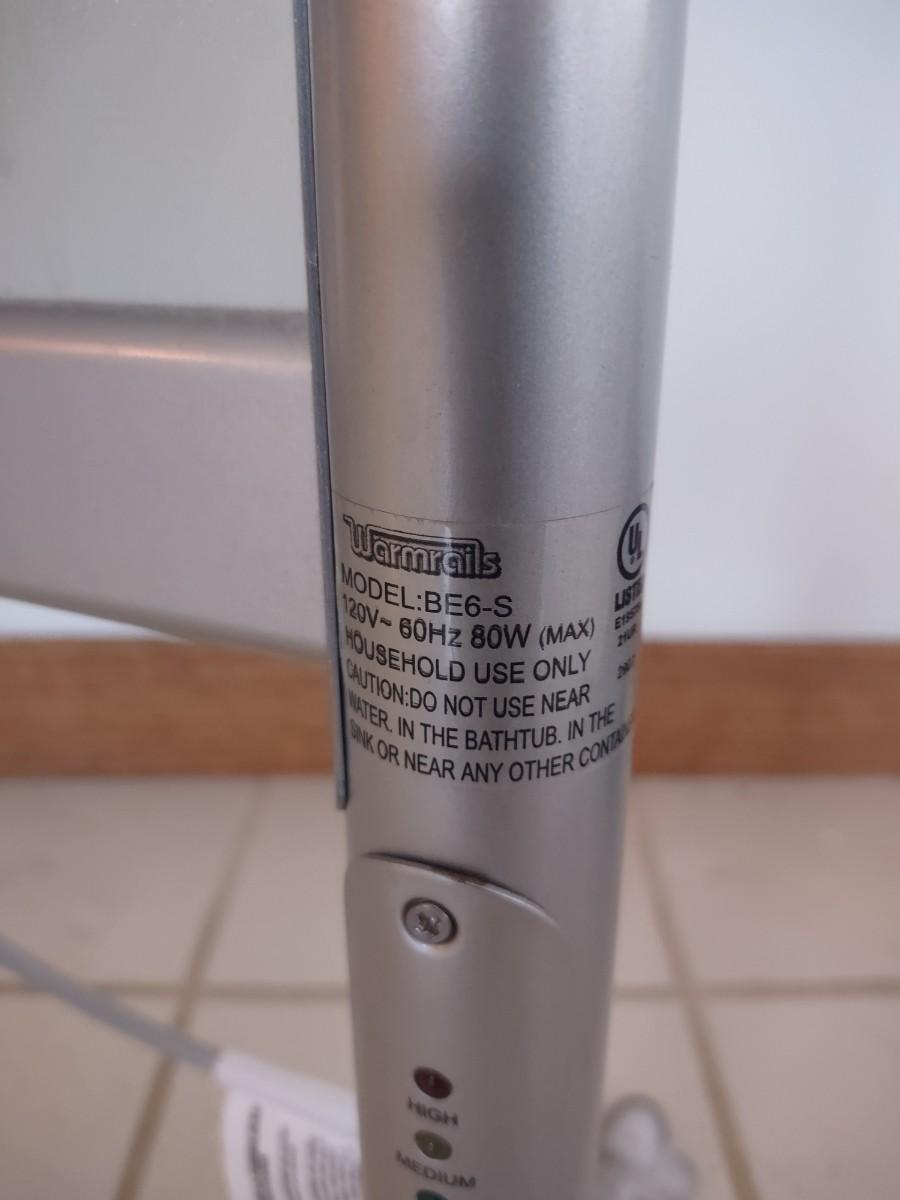 Warmrails
MODEL:BE6-S
120V~ 60Hz 80W (MAX)
HOUSEHOLD USE ONLY
CAUTION:DO NOT USE NEAR
WATER. IN THE BATHTUB. IN THE
SINK OR NEAR ANY OTHER
UL
HIGH
MEDIUM